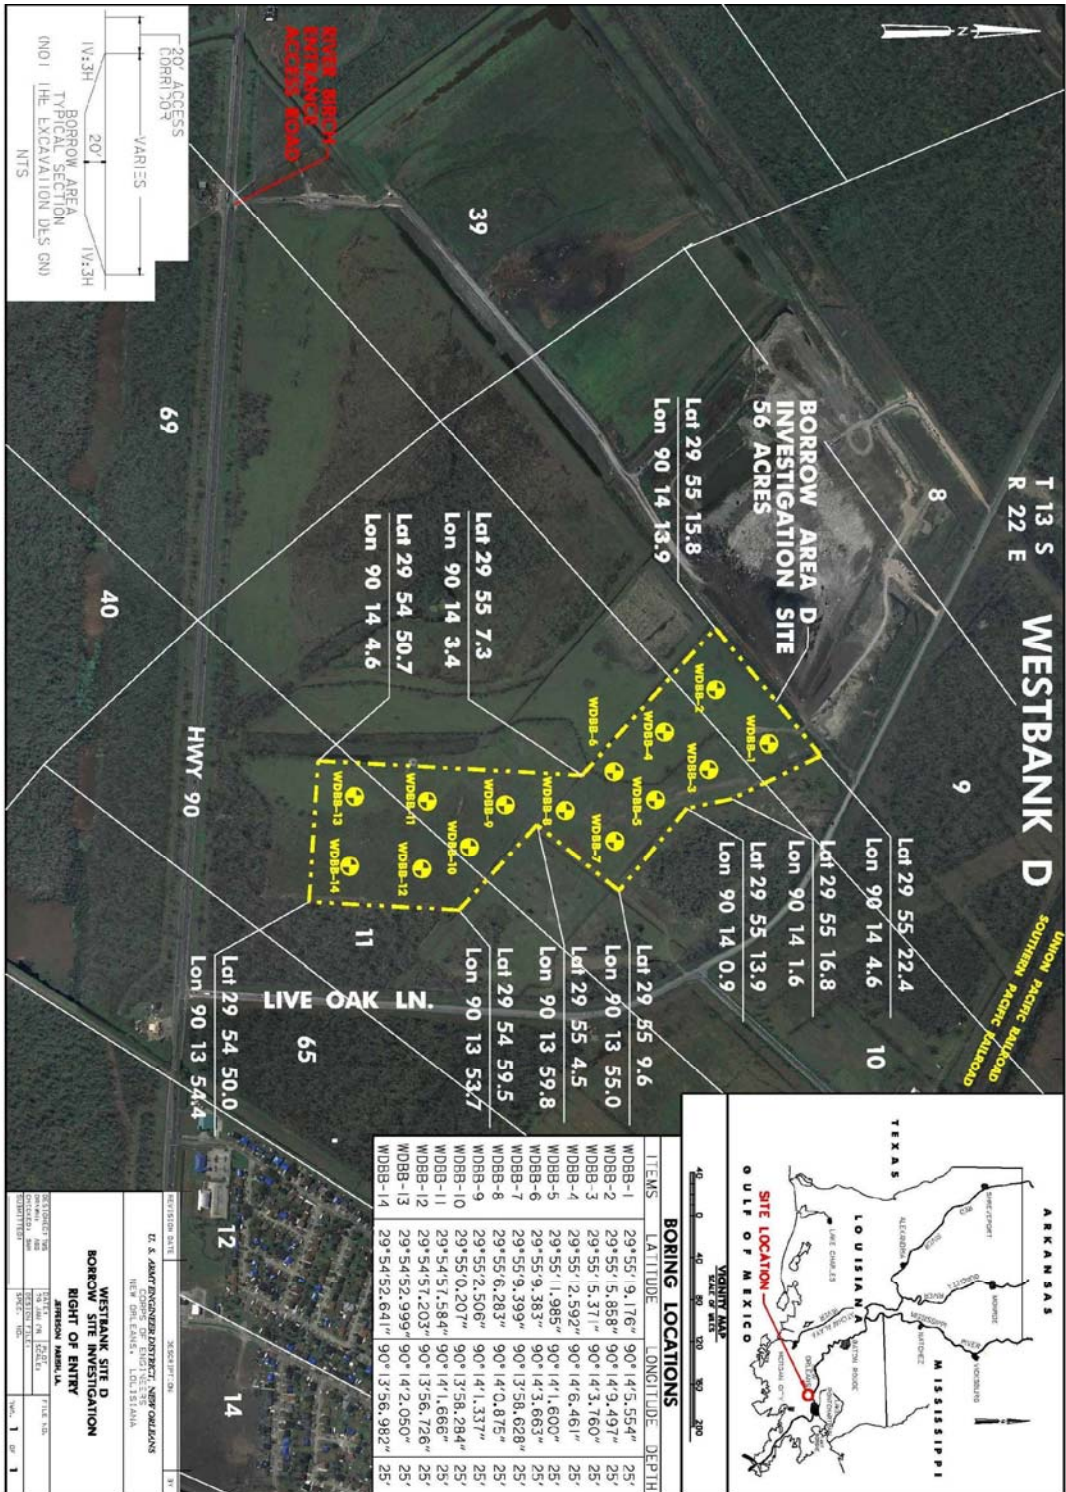 T 13 S
R 22 E
WESTBANK D
UNION PACIFIC RAILROAD
SOUTHERN PACIFIC RAILROAD
N
8
9
10
39
69
40
11
65
12
14
BORROW AREA D
INVESTIGATION SITE
56 ACRES
Lat 29 55 15.8
Lon 90 14 13.9
Lat 29 55 7.3
Lon 90 14 3.4
Lat 29 54 50.7
Lon 90 14 4.6
Lat 29 55 22.4
Lon 90 14 4.6
Lat 29 55 16.8
Lon 90 14 1.6
Lat 29 55 13.9
Lon 90 14 0.9
Lat 29 55 9.6
Lon 90 13 55.0
Lat 29 55 4.5
Lon 90 13 59.8
Lat 29 54 59.5
Lon 90 13 53.7
Lat 29 54 50.0
Lon 90 13 54.4
WDBB-1
WDBB-2
WDBB-3
WDBB-4
WDBB-5
WDBB-6
WDBB-7
WDBB-8
WDBB-9
WDBB-10
WDBB-11
WDBB-12
WDBB-13
WDBB-14
LIVE OAK LN.
HWY 90
RIVER BIRCH
ENTRANCE
ACCESS ROAD
20' ACCESS
CORRIDOR
VARIES
1V:3H
20'
1V:3H
BORROW AREA
TYPICAL SECTION
(NOT THE EXCAVATION DESIGN)
NTS
ARKANSAS
TEXAS
LOUISIANA
MISSISSIPPI
GULF OF MEXICO
SHREVEPORT
MONROE
VICKSBURG
NATCHEZ
ALEXANDRIA
LAKE CHARLES
BATON ROUGE
MORGAN CITY
RED RIVER
MISSISSIPPI RIVER
SITE LOCATION
VICINITY MAP
SCALE OF MILES
40 0 40 80 120 160 200
BORING LOCATIONS
ITEMS LATITUDE LONGITUDE DEPTH
WDBB-1 29°55'19.176" 90°14'5.554" 25'
WDBB-2 29°55'15.858" 90°14'9.497" 25'
WDBB-3 29°55'15.371" 90°14'3.760" 25'
WDBB-4 29°55'12.592" 90°14'6.461" 25'
WDBB-5 29°55'11.985" 90°14'1.600" 25'
WDBB-6 29°55'9.383" 90°14'3.663" 25'
WDBB-7 29°55'9.399" 90°13'58.628" 25'
WDBB-8 29°55'6.283" 90°14'0.875" 25'
WDBB-9 29°55'2.506" 90°14'1.337" 25'
WDBB-10 29°55'0.207" 90°13'58.284" 25'
WDBB-11 29°54'57.584" 90°14'1.666" 25'
WDBB-12 29°54'57.203" 90°13'56.726" 25'
WDBB-13 29°54'52.999" 90°14'2.050" 25'
WDBB-14 29°54'52.641" 90°13'56.982" 25'
REVISION DATE DESCRIPTION BY
U. S. ARMY ENGINEER DISTRICT, NEW ORLEANS
CORPS OF ENGINEERS
NEW ORLEANS, LOUISIANA
WESTBANK SITE D
BORROW SITE INVESTIGATION
RIGHT OF ENTRY
JEFFERSON PARISH, LA.
1 OF 1